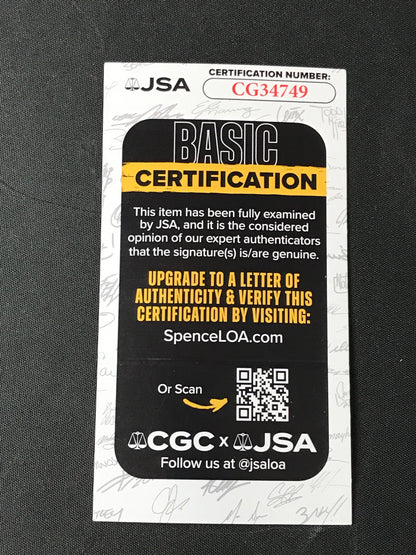 JSA
CERTIFICATION NUMBER:
CG34749
BASIC
CERTIFICATION
This item has been fully examined
by JSA, and it is the considered
opinion of our expert authenticators
that the signature(s) is/are genuine.
UPGRADE TO A LETTER OF
AUTHENTICITY & VERIFY THIS
CERTIFICATION BY VISITING:
SpenceLOA.com
Or Scan
CGC x JSA
Follow us at @jsaloa